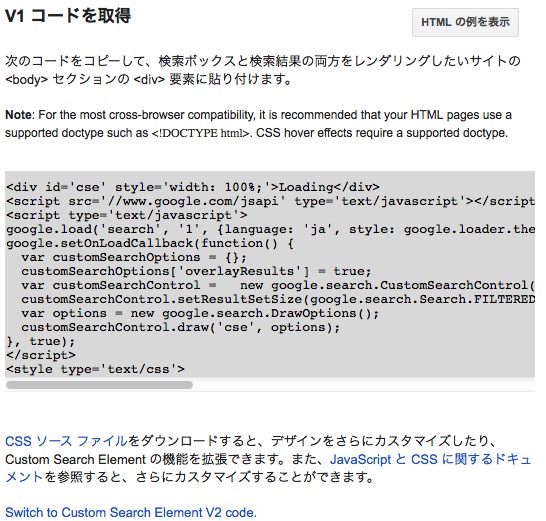 V1 コードを取得
HTML の例を表示
次のコードをコピーして、検索ボックスと検索結果の両方をレンダリングしたいサイトの
<body> セクションの <div> 要素に貼り付けます。
Note: For the most cross-browser compatibility, it is recommended that your HTML pages use a
supported doctype such as <!DOCTYPE html>. CSS hover effects require a supported doctype.
<div id='cse' style='width: 100%;'>Loading</div>
<script src='//www.google.com/jsapi' type='text/javascript'></script
<script type='text/javascript'>
google.load('search', '1', {language: 'ja', style: google.loader.the
google.setOnLoadCallback(function() {
  var customSearchOptions = {};
  customSearchOptions['overlayResults'] = true;
  var customSearchControl =   new google.search.CustomSearchControl(
  customSearchControl.setResultSetSize(google.search.Search.FILTERED
  var options = new google.search.DrawOptions();
  customSearchControl.draw('cse', options);
}, true);
</script>
<style type='text/css'>
CSS ソース ファイルをダウンロードすると、デザインをさらにカスタマイズしたり、
Custom Search Element の機能を拡張できます。また、JavaScript と CSS に関するドキュ
メントを参照すると、さらにカスタマイズすることができます。
Switch to Custom Search Element V2 code.